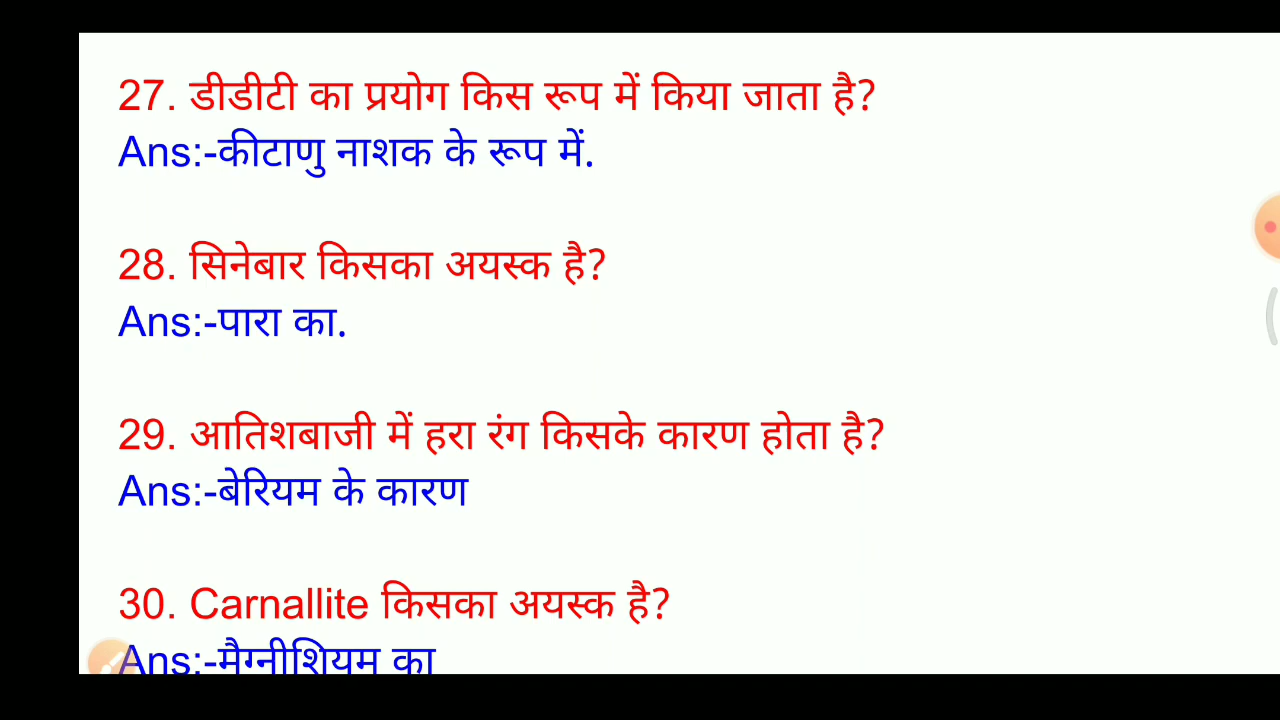 27. डीडीटी का प्रयोग किस रूप में किया जाता है?
Ans:-कीटाणु नाशक के रूप में.
28. सिनेबार किसका अयस्क है?
Ans:-पारा का.
29. आतिशबाजी में हरा रंग किसके कारण होता है?
Ans:-बेरियम के कारण
30. Carnallite किसका अयस्क है?
Ans:-मैग्नीशियम का